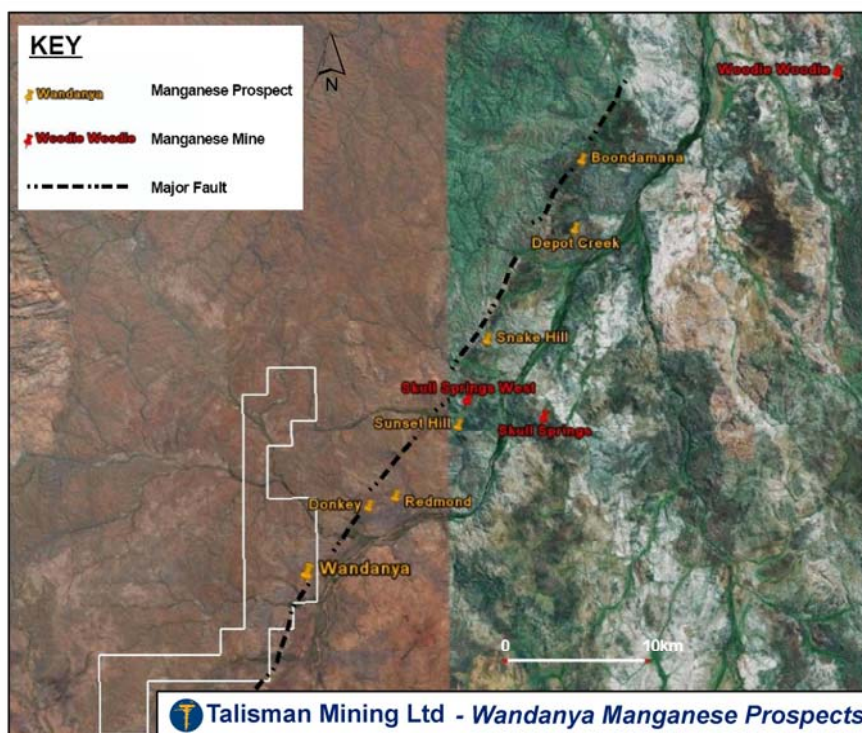 KEY
Wandanya
Manganese Prospect
N
Woodie Woodie
Manganese Mine
Major Fault
Woodie Woodie
Boondamana
Depot Creek
Snake Hill
Skull Springs West
Sunset Hill
Skull Springs
Donkey
Redmond
Wandanya
0
10km
Talisman Mining Ltd - Wandanya Manganese Prospects